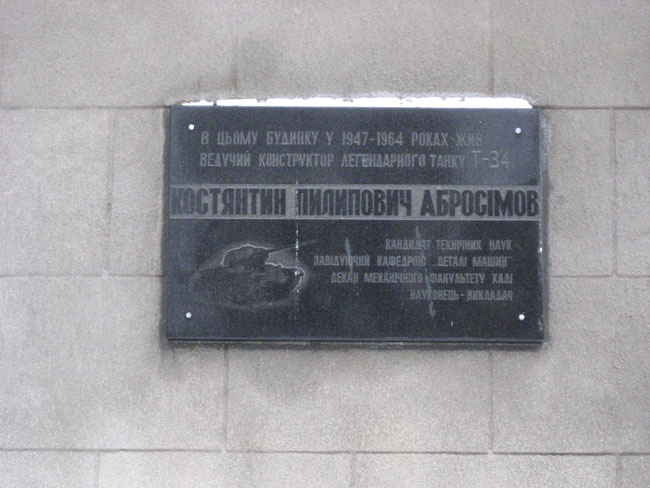 В ЦЬОМУ БУДИНКУ У 1947-1964 РОКАХ ЖИВ
ВЕДУЧИЙ КОНСТРУКТОР ЛЕГЕНДАРНОГО ТАНКУ Т-34
КОСТЯНТИН ПИЛИПОВИЧ АБРОСІМОВ
КАНДИДАТ ТЕХНІЧНИХ НАУК
ЗАВІДУЮЧИЙ КАФЕДРОЮ "ДЕТАЛІ МАШИН"
ДЕКАН МЕХАНІЧНОГО ФАКУЛЬТЕТУ ХАДІ
НАУКОВЕЦЬ-ВИКЛАДАЧ